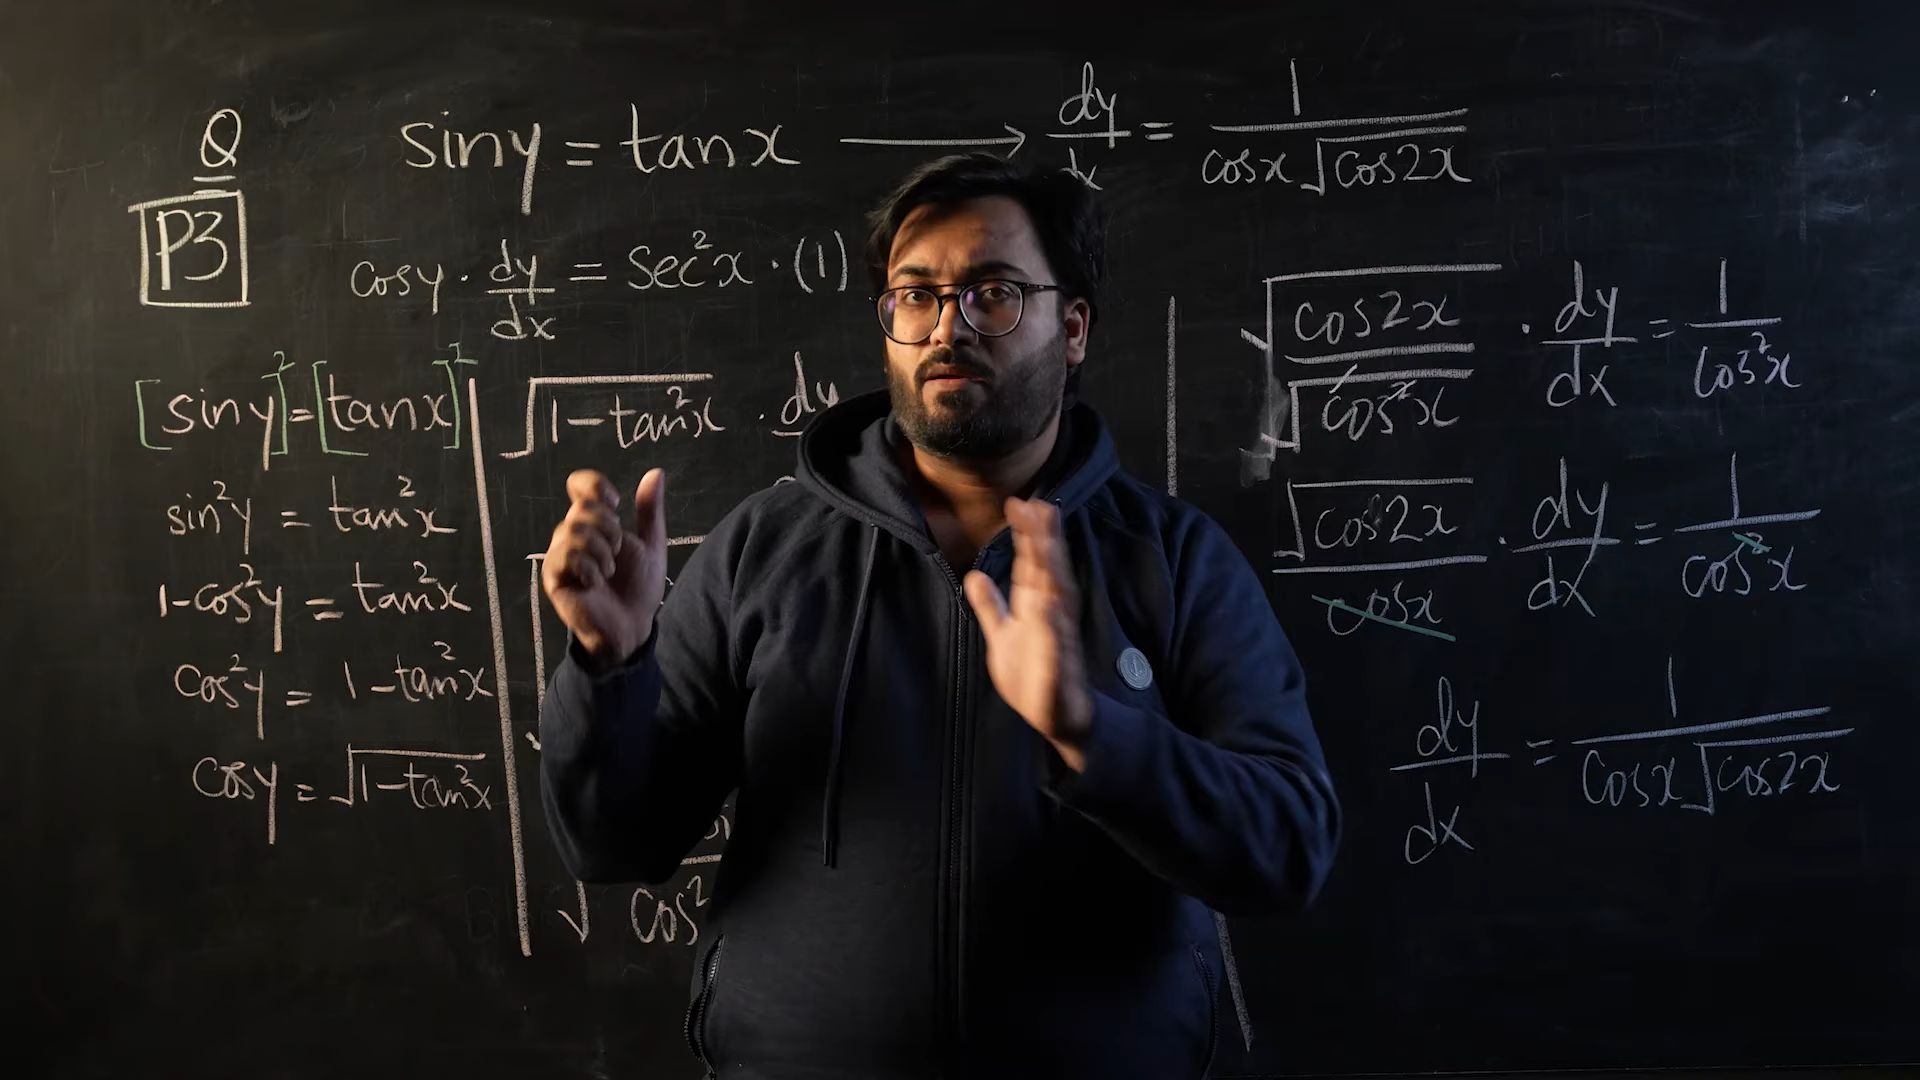 Q
P3
siny = tanx → dy/dx = 1/(cosx √cos2x)
cosy · dy/dx = sec²x · (1)
[siny]² = [tanx]²
sin²y = tan²x
1-cos²y = tan²x
cos²y = 1-tan²x
cosy = √(1-tan²x)
√(1-tan²x) · dy
√ cos²
√cos2x/√cos²x · dy/dx = 1/cos²x
√cos2x/cosx · dy/dx = 1/cos²x
dy/dx = 1/(cosx √cos2x)